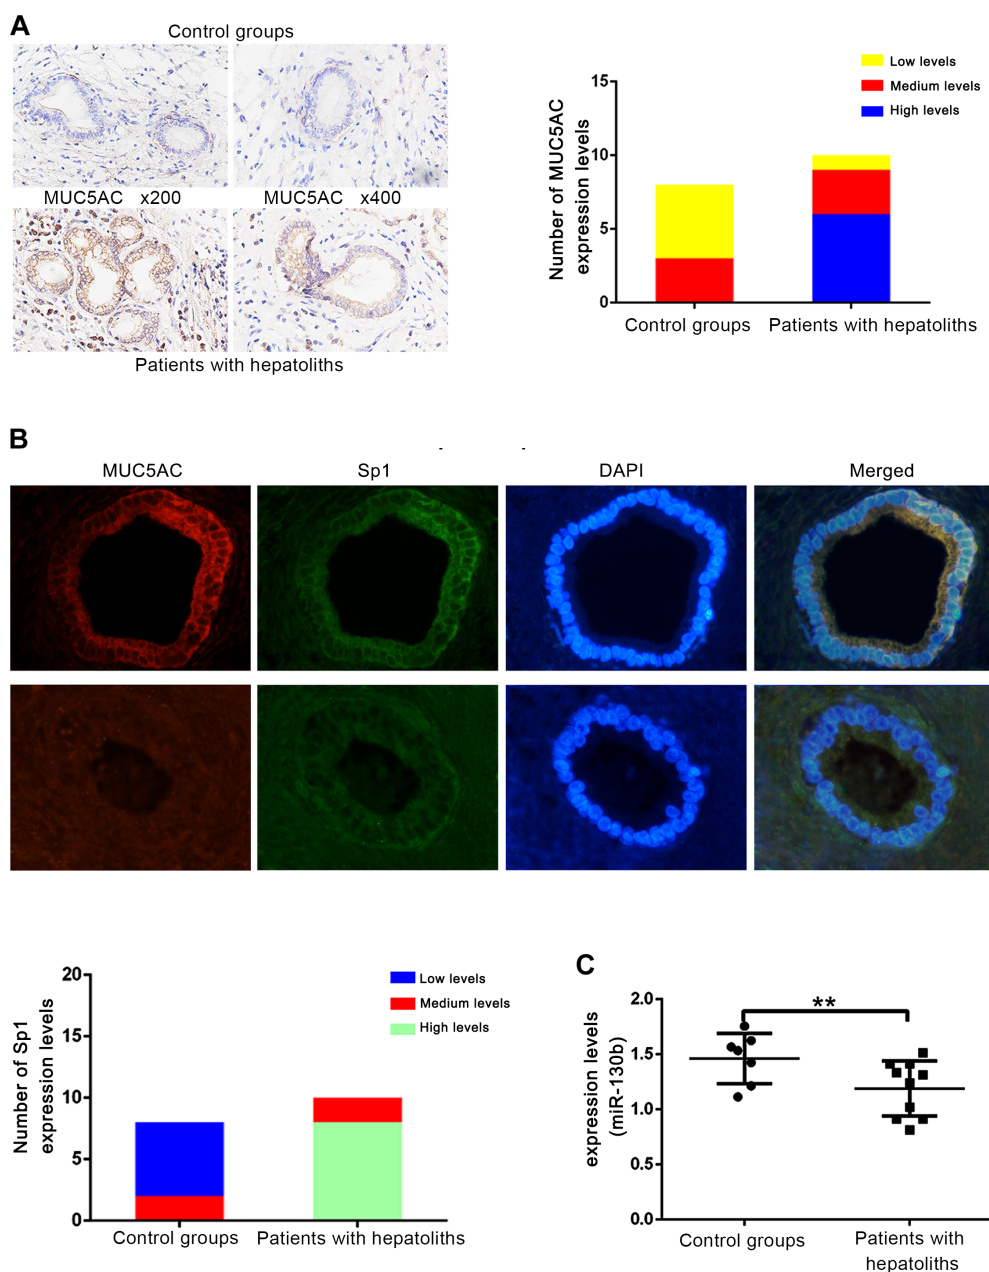 A
Control groups
MUC5AC x200
MUC5AC x400
Patients with hepatoliths
Number of MUC5AC
expression levels
15
10
5
0
Low levels
Medium levels
High levels
Control groups
Patients with hepatoliths
B
MUC5AC
Sp1
DAPI
Merged
Number of Sp1
expression levels
20
15
10
5
0
Low levels
Medium levels
High levels
Control groups
Patients with hepatoliths
C
expression levels
(miR-130b)
2.0
1.5
1.0
0.5
0.0
**
Control groups
Patients with
hepatoliths